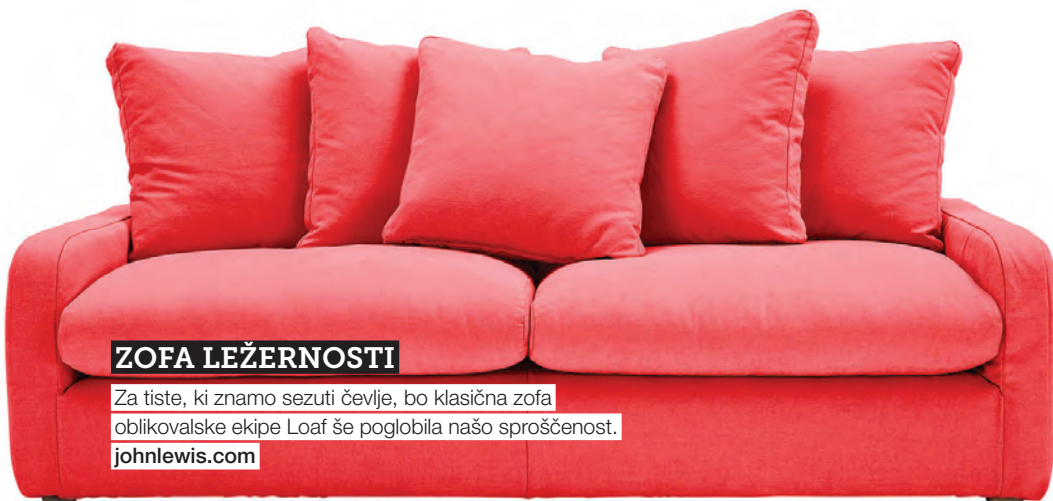 ZOFA LEŽERNOSTI
Za tiste, ki znamo sezuti čevlje, bo klasična zofa
oblikovalske ekipe Loaf še poglobila našo sproščenost.
johnlewis.com